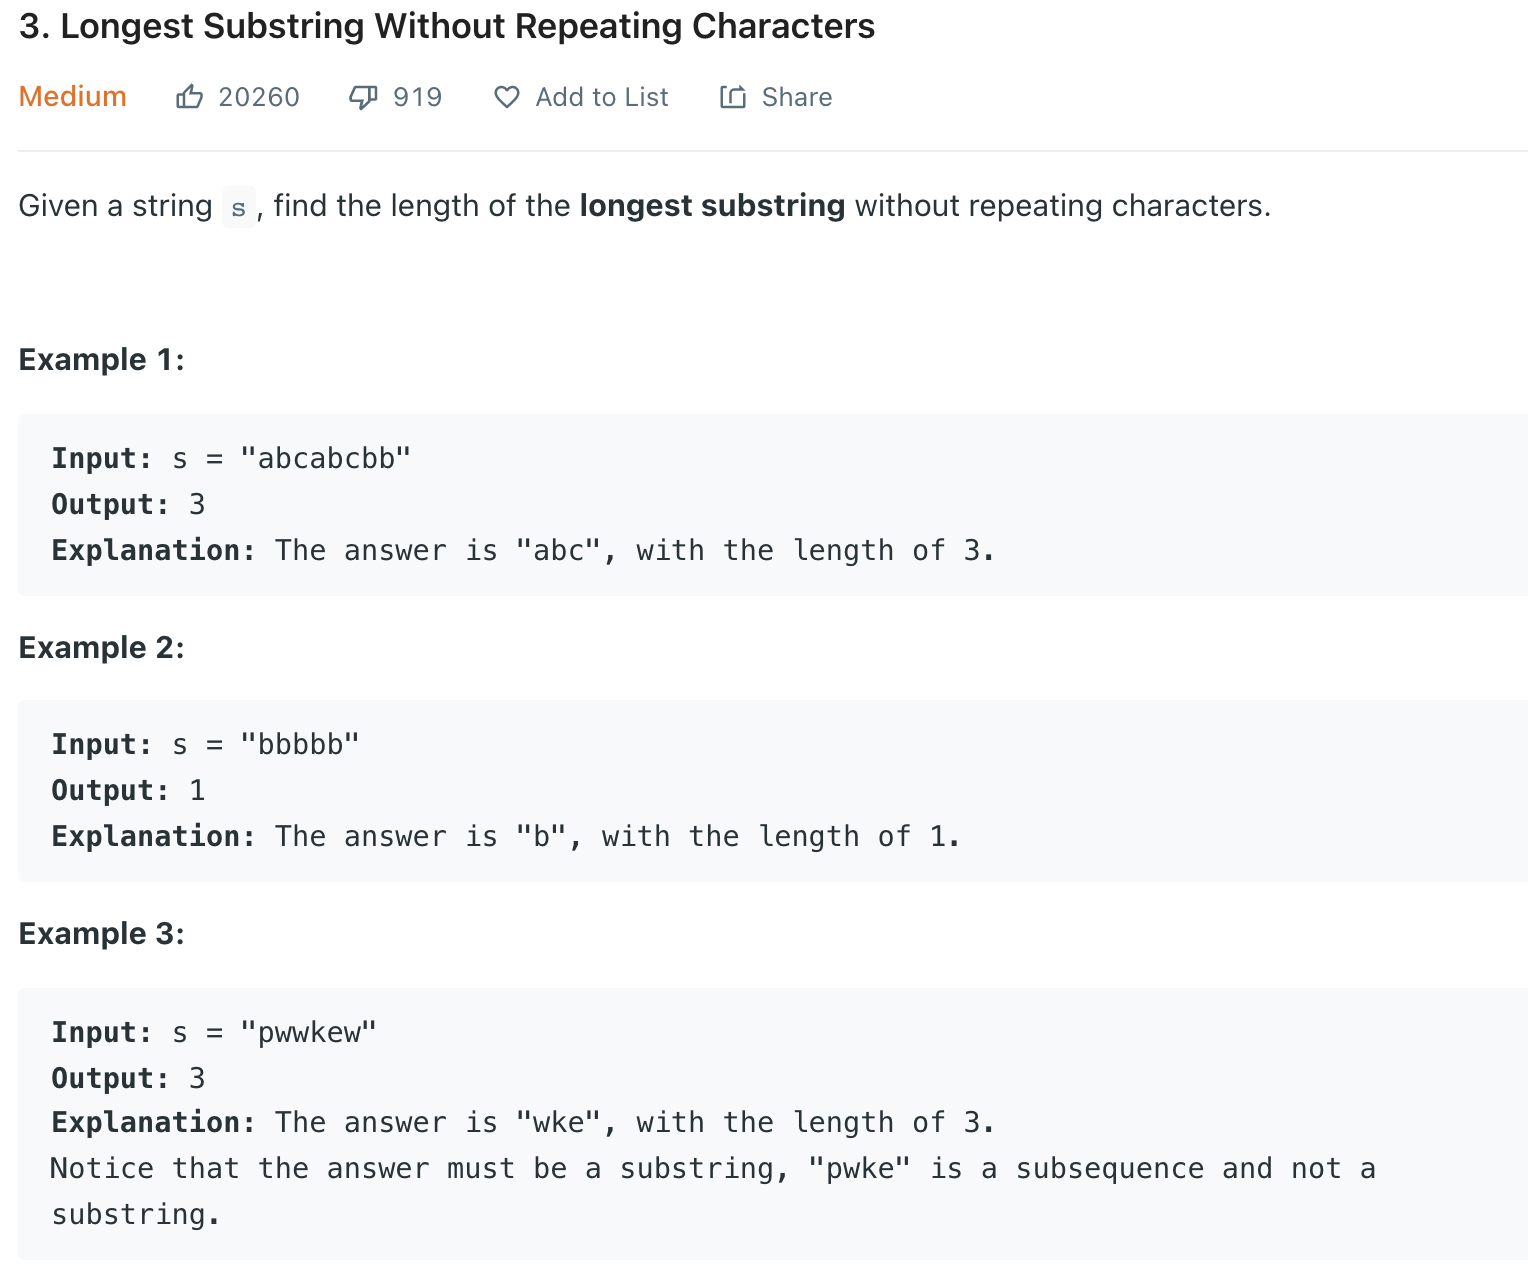 3. Longest Substring Without Repeating Characters
Medium 20260 919 Add to List Share
Given a string s, find the length of the longest substring without repeating characters.
Example 1:
Input: s = "abcabcbb"
Output: 3
Explanation: The answer is "abc", with the length of 3.
Example 2:
Input: s = "bbbbb"
Output: 1
Explanation: The answer is "b", with the length of 1.
Example 3:
Input: s = "pwwkew"
Output: 3
Explanation: The answer is "wke", with the length of 3.
Notice that the answer must be a substring, "pwke" is a subsequence and not a
substring.